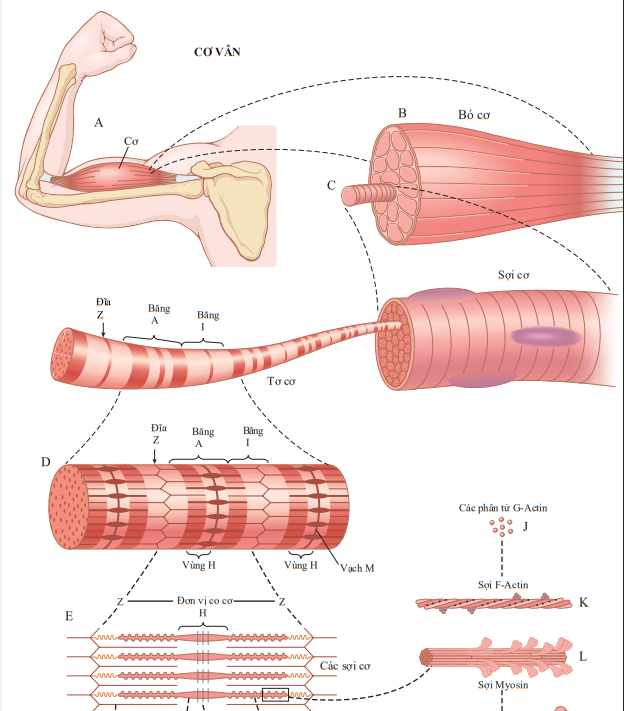 CƠ VÂN
A
Cơ
B
Bó cơ
C
Sợi cơ
Đĩa
Z
Băng
A
Băng
I
Tơ cơ
Đĩa
Z
Băng
A
Băng
I
D
Vùng H
Vùng H
Vạch M
Các phân tử G-Actin
J
Sợi F-Actin
K
E
Z
Đơn vị co cơ
Z
H
Các sợi cơ
L
Sợi Myosin